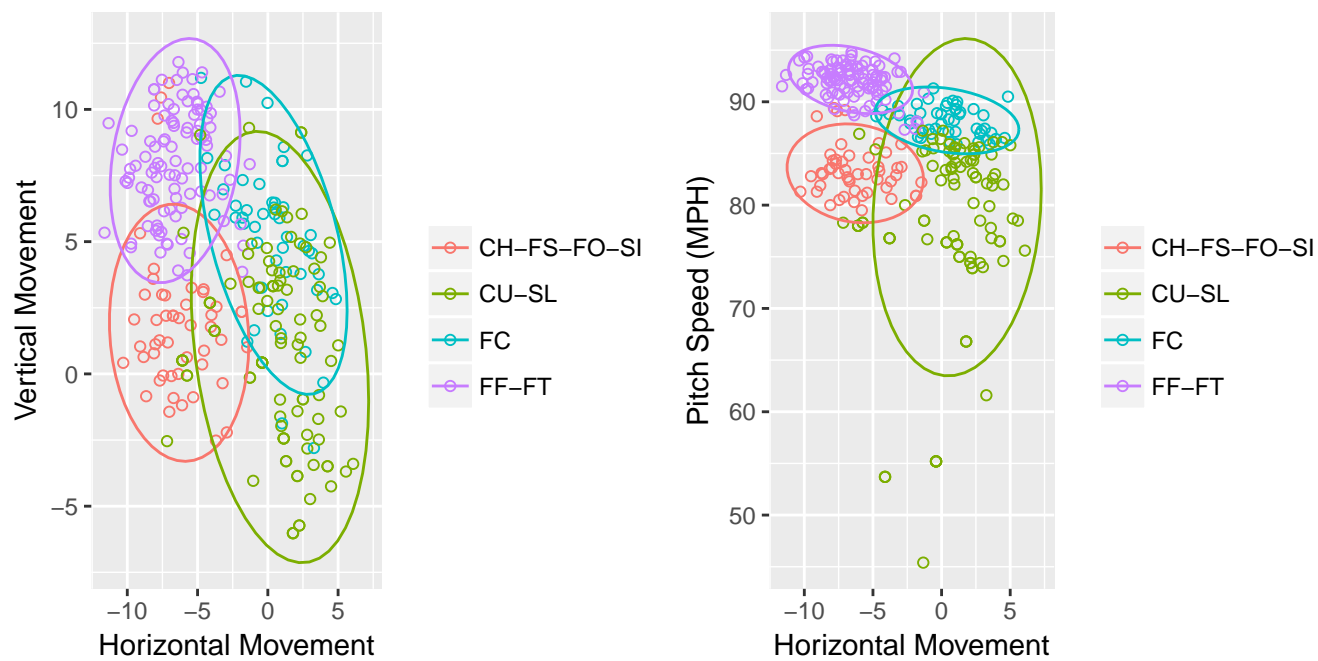 Vertical Movement
10
5
0
−5
−10
−5
0
5
Horizontal Movement
CH−FS−FO−SI
CU−SL
FC
FF−FT
Pitch Speed (MPH)
90
80
70
60
50
−10
−5
0
5
Horizontal Movement
CH−FS−FO−SI
CU−SL
FC
FF−FT